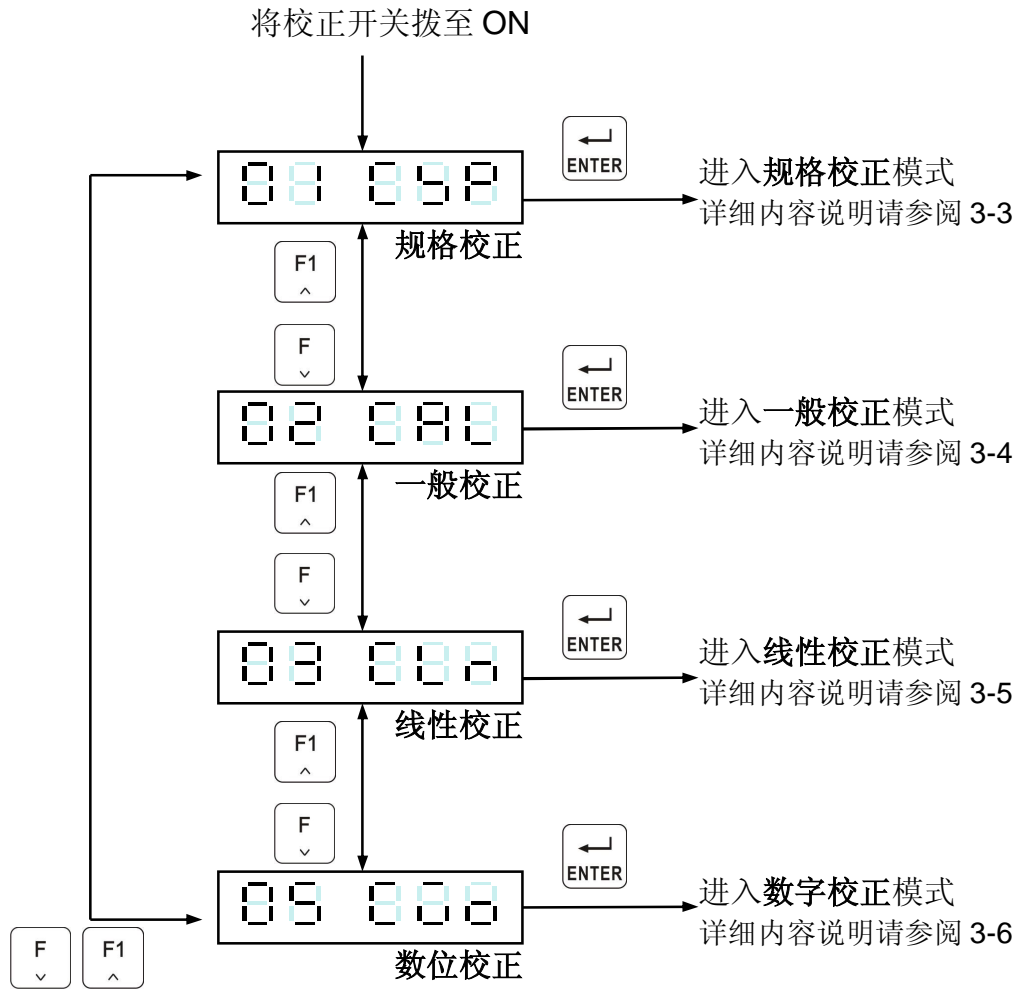 将校正开关拨至 ON
01 CSP
ENTER
进入规格校正模式
详细内容说明请参阅 3-3
规格校正
F1
F
02 CAL
ENTER
进入一般校正模式
详细内容说明请参阅 3-4
一般校正
F1
F
03 CLn
ENTER
进入线性校正模式
详细内容说明请参阅 3-5
线性校正
F1
F
05
ENTER
进入数字校正模式
详细内容说明请参阅 3-6
数位校正
F
F1